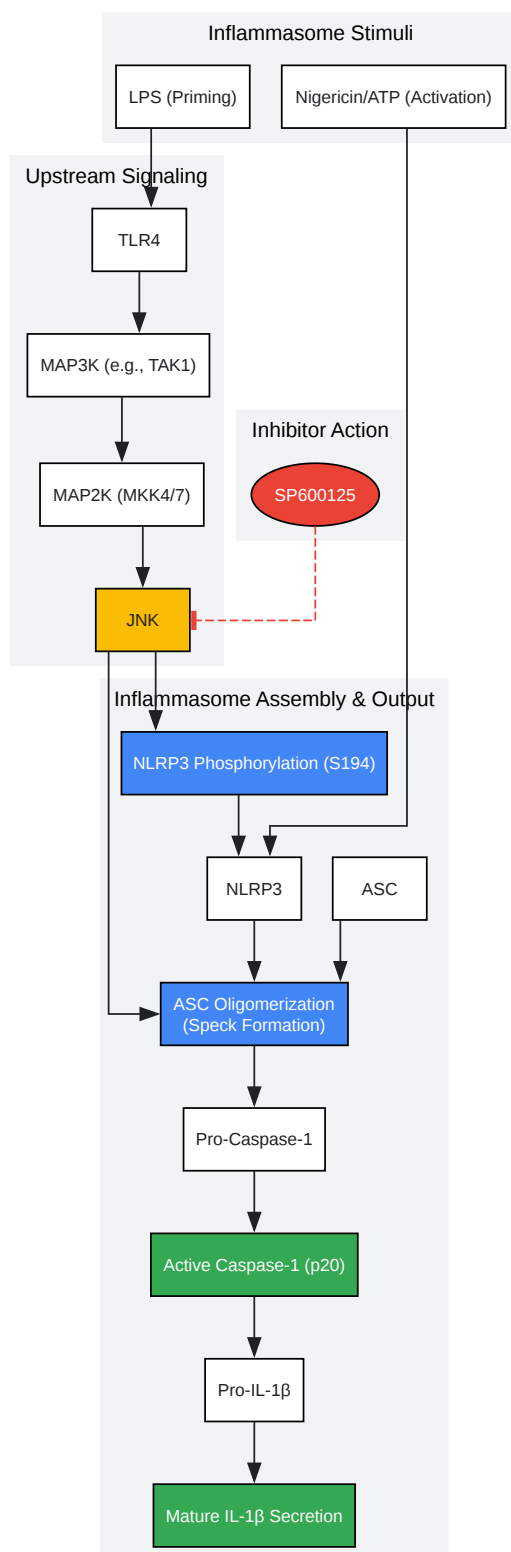 Inflammasome Stimuli
LPS (Priming)
Nigericin/ATP (Activation)
Upstream Signaling
TLR4
MAP3K (e.g., TAK1)
Inhibitor Action
MAP2K (MKK4/7)
SP600125
JNK
Inflammasome Assembly & Output
NLRP3 Phosphorylation (S194)
NLRP3
ASC
ASC Oligomerization
(Speck Formation)
Pro-Caspase-1
Active Caspase-1 (p20)
Pro-IL-1β
Mature IL-1β Secretion